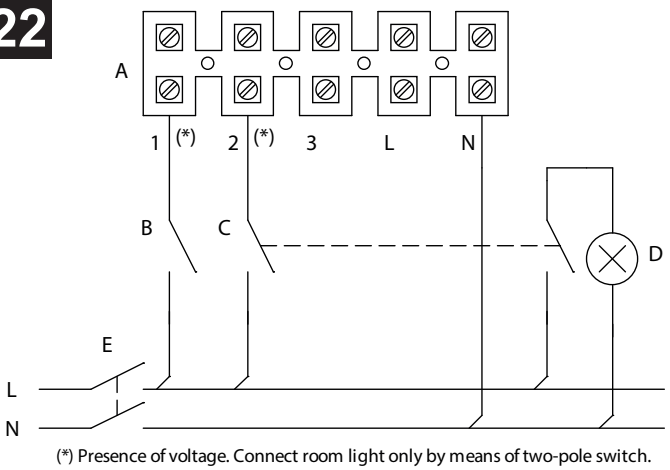 22
A
1 (*) 2 (*) 3 L N
B C D
E
L
N
(*) Presence of voltage. Connect room light only by means of two-pole switch.